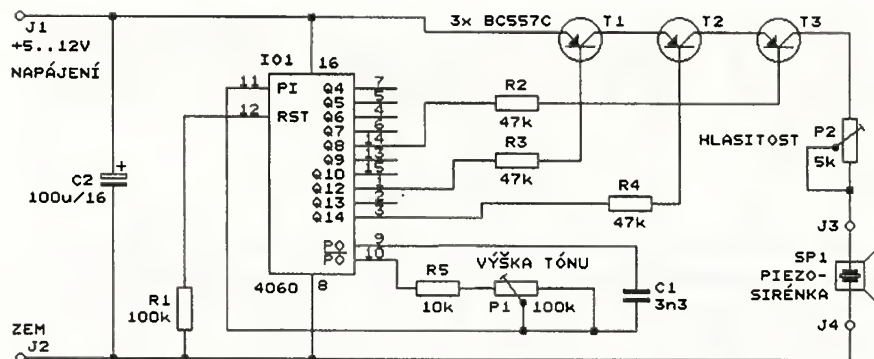 J1
+5..12V
NAPÁJENÍ
3x BC557C
T1
T2
T3
IO1
16
11
PI
12
RST
Q4
7
Q5
5
Q6
4
Q7
6
Q8
14
Q9
13
Q10
15
Q12
1
Q13
2
Q14
3
PO
9
PO
10
4060
8
R2
47k
R3
47k
R4
47k
HLASITOST
P2
5k
C2
+
100u/16
R1
100k
R5
10k
VÝŠKA TÓNU
P1
100k
C1
3n3
J3
SP1
PIEZO-
SIRÉNKA
J4
ZEM
J2